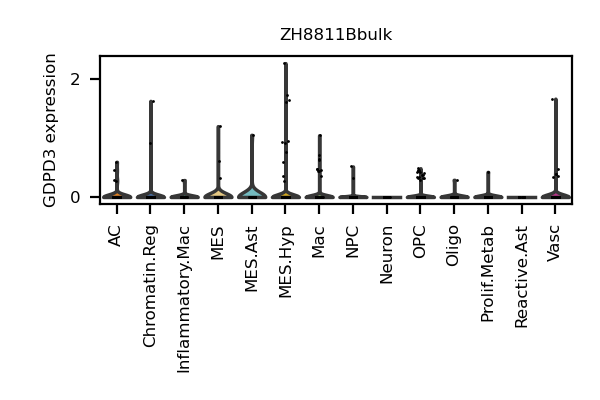 ZH8811Bbulk
GDPD3 expression
2
0
AC
Chromatin.Reg
Inflammatory.Mac
MES
MES.Ast
MES.Hyp
Mac
NPC
Neuron
OPC
Oligo
Prolif.Metab
Reactive.Ast
Vasc